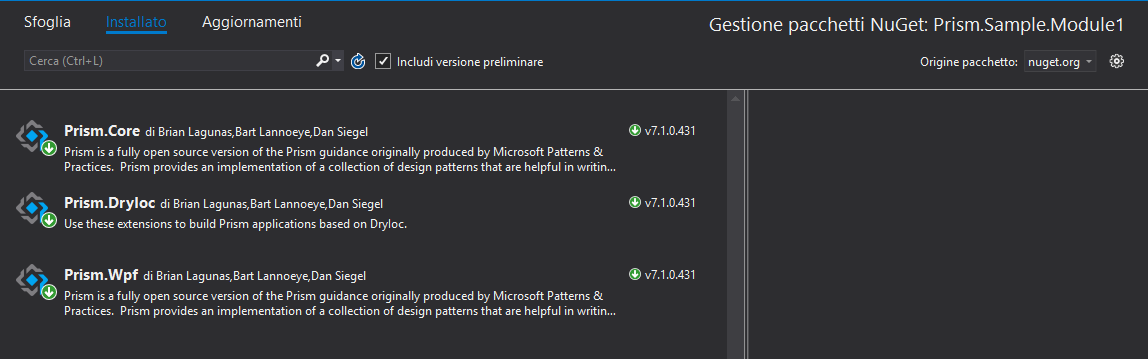 Sfoglia Installato Aggiornamenti
Gestione pacchetti NuGet: Prism.Sample.Module1
Cerca (Ctrl+L)
Includi versione preliminare
Origine pacchetto: nuget.org
Prism.Core di Brian Lagunas,Bart Lannoeye,Dan Siegel
v7.1.0.431
Prism is a fully open source version of the Prism guidance originally produced by Microsoft Patterns &
Practices.  Prism provides an implementation of a collection of design patterns that are helpful in writin...
Prism.DryIoc di Brian Lagunas,Bart Lannoeye,Dan Siegel
v7.1.0.431
Use these extensions to build Prism applications based on DryIoc.
Prism.Wpf di Brian Lagunas,Bart Lannoeye,Dan Siegel
v7.1.0.431
Prism is a fully open source version of the Prism guidance originally produced by Microsoft Patterns &
Practices.  Prism provides an implementation of a collection of design patterns that are helpful in writin...